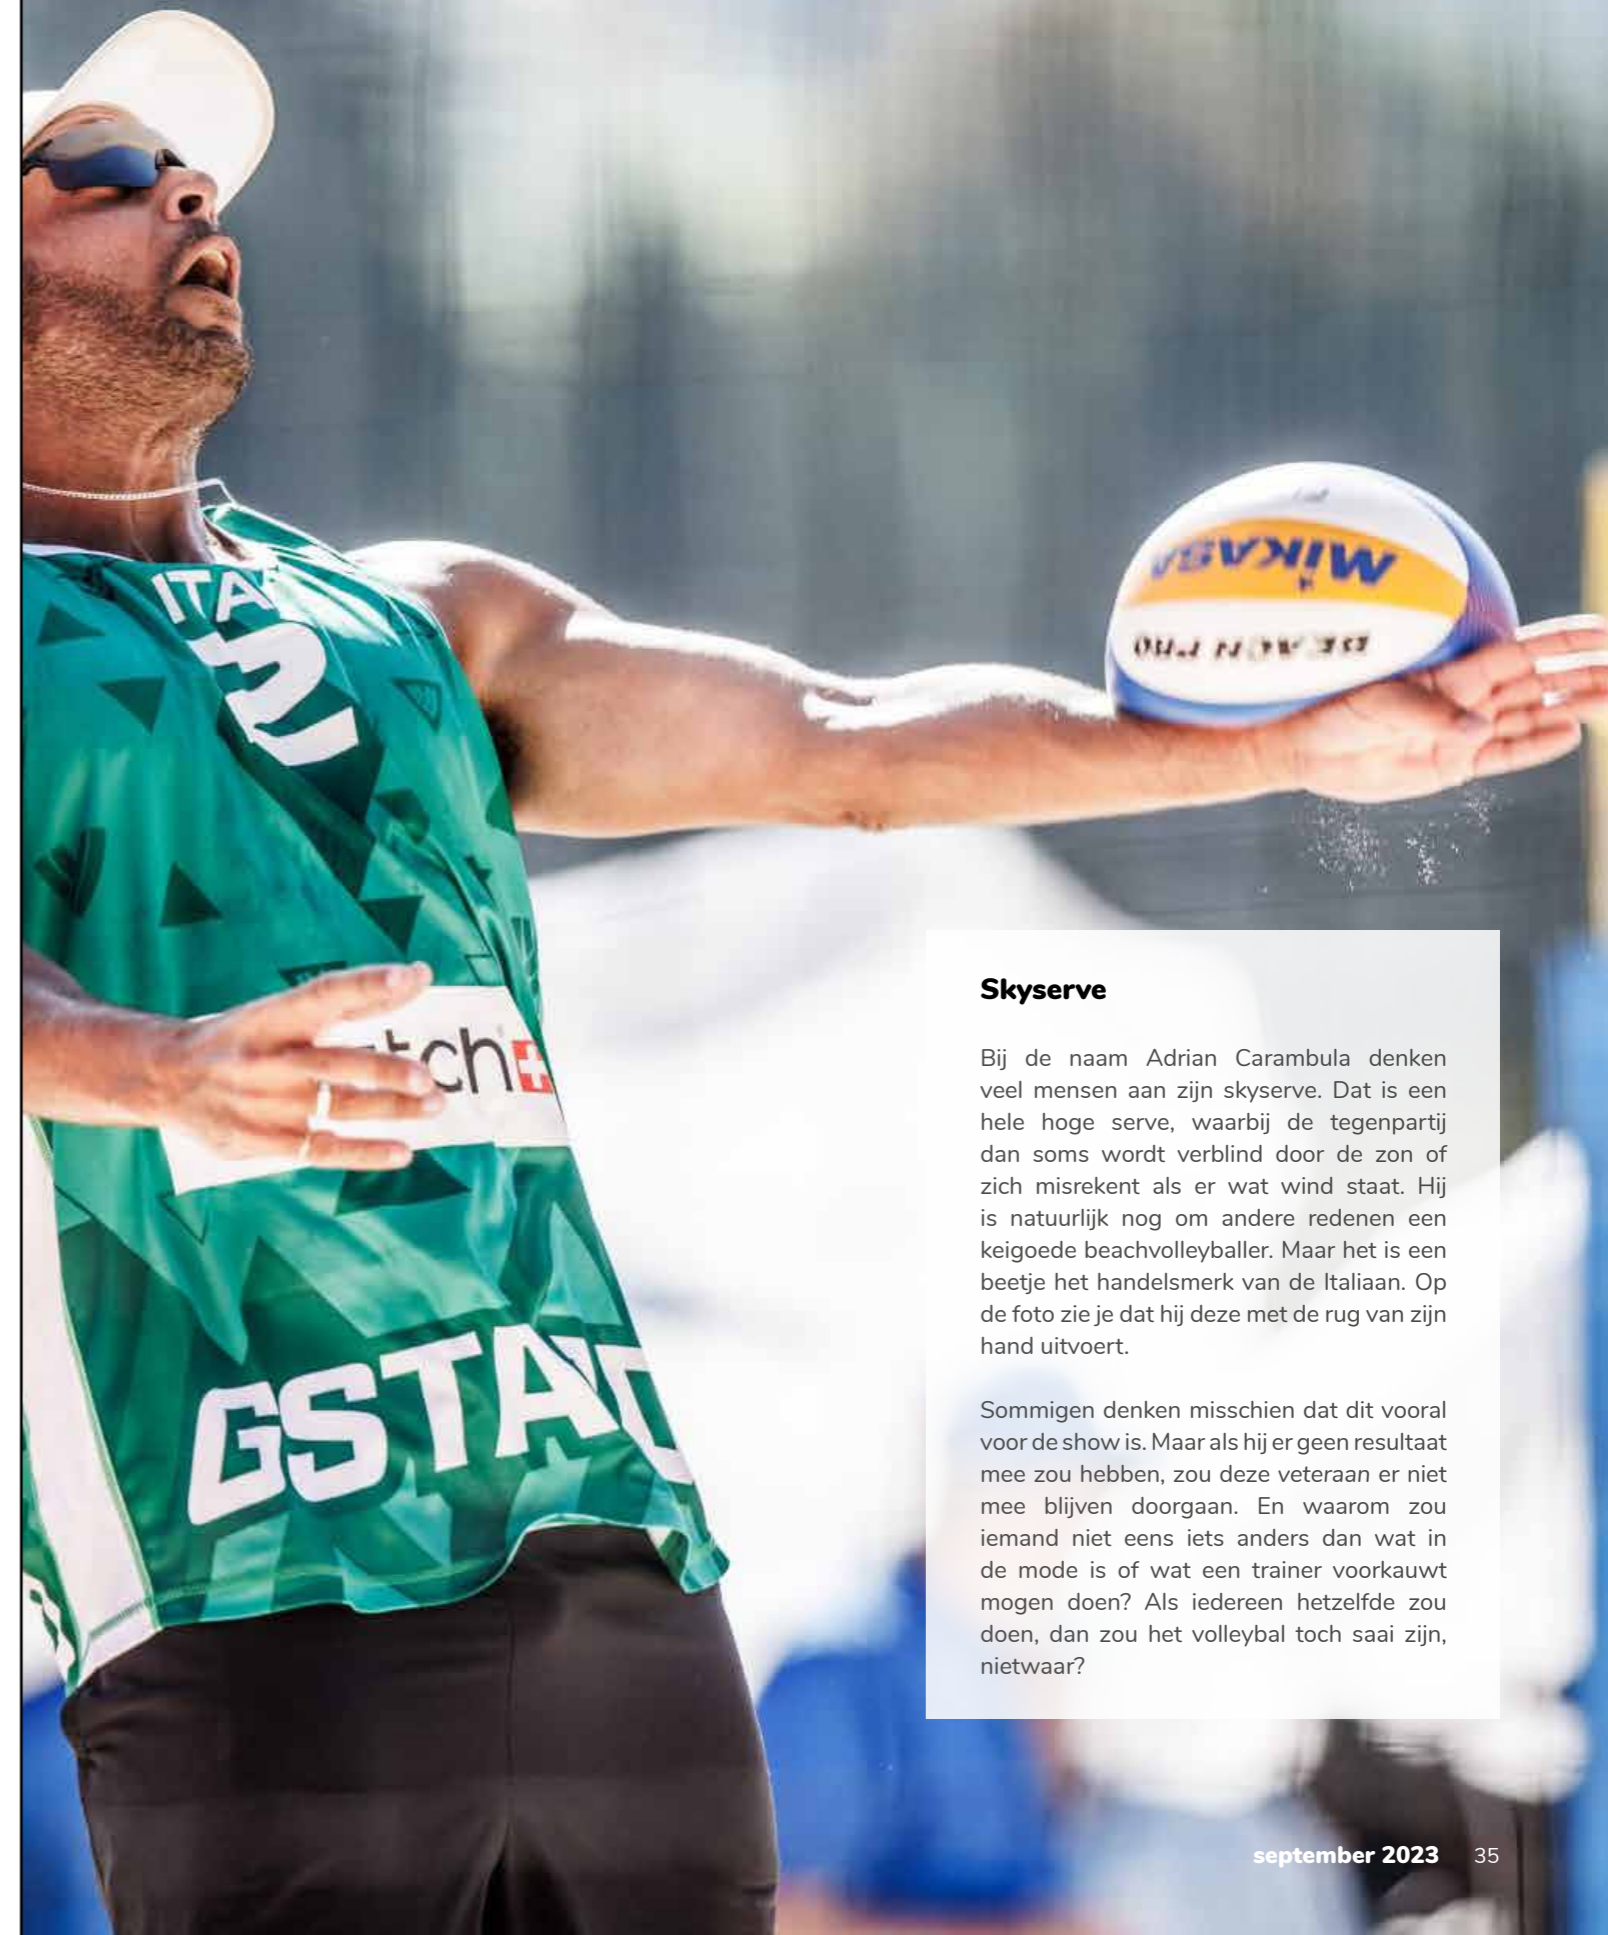 ITA
2
MIKASA
BEACH PRO
tch
GSTAAD
Skyserve
Bij de naam Adrian Carambula denken
veel mensen aan zijn skyserve. Dat is een
hele hoge serve, waarbij de tegenpartij
dan soms wordt verblind door de zon of
zich misrekent als er wat wind staat. Hij
is natuurlijk nog om andere redenen een
keigoede beachvolleyballer. Maar het is een
beetje het handelsmerk van de Italiaan. Op
de foto zie je dat hij deze met de rug van zijn
hand uitvoert.
Sommigen denken misschien dat dit vooral
voor de show is. Maar als hij er geen resultaat
mee zou hebben, zou deze veteraan er niet
mee blijven doorgaan. En waarom zou
iemand niet eens iets anders dan wat in
de mode is of wat een trainer voorkauwt
mogen doen? Als iedereen hetzelfde zou
doen, dan zou het volleybal toch saai zijn,
nietwaar?
september 2023 35